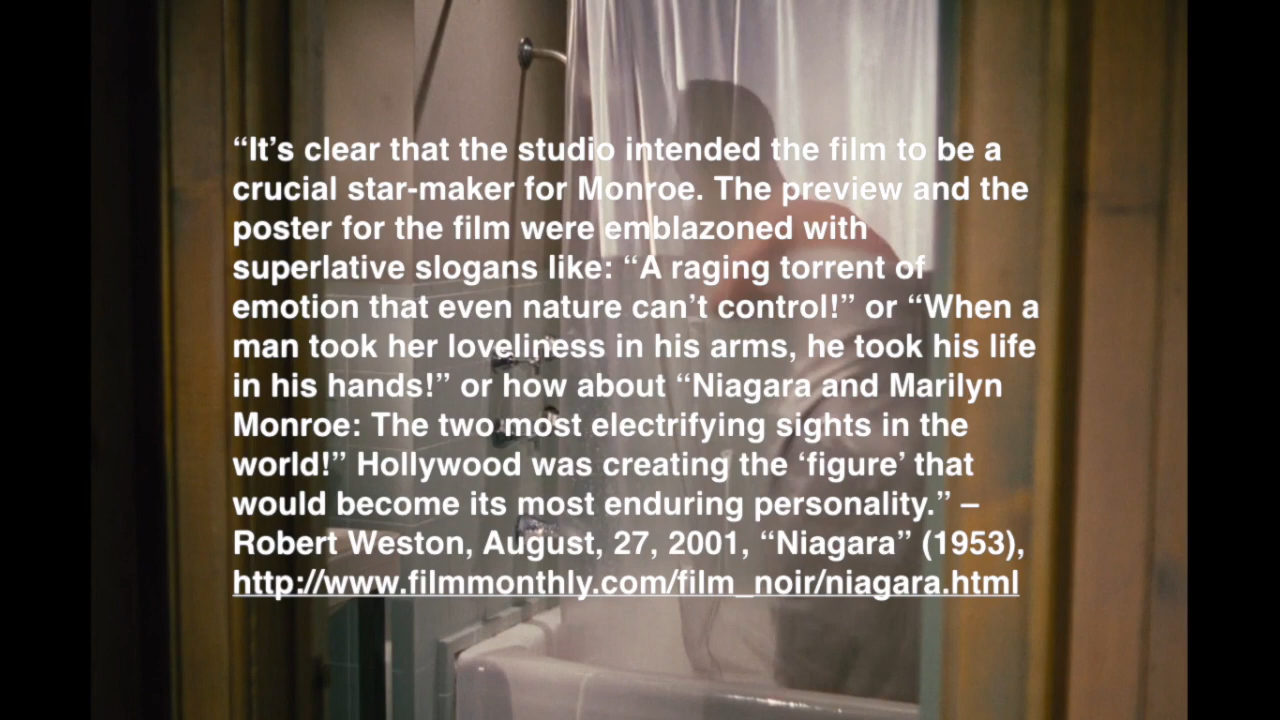 “It’s clear that the studio intended the film to be a
crucial star-maker for Monroe. The preview and the
poster for the film were emblazoned with
superlative slogans like: “A raging torrent of
emotion that even nature can’t control!” or “When a
man took her loveliness in his arms, he took his life
in his hands!” or how about “Niagara and Marilyn
Monroe: The two most electrifying sights in the
world!” Hollywood was creating the ‘figure’ that
would become its most enduring personality.” –
Robert Weston, August, 27, 2001, “Niagara” (1953),
http://www.filmmonthly.com/film_noir/niagara.html